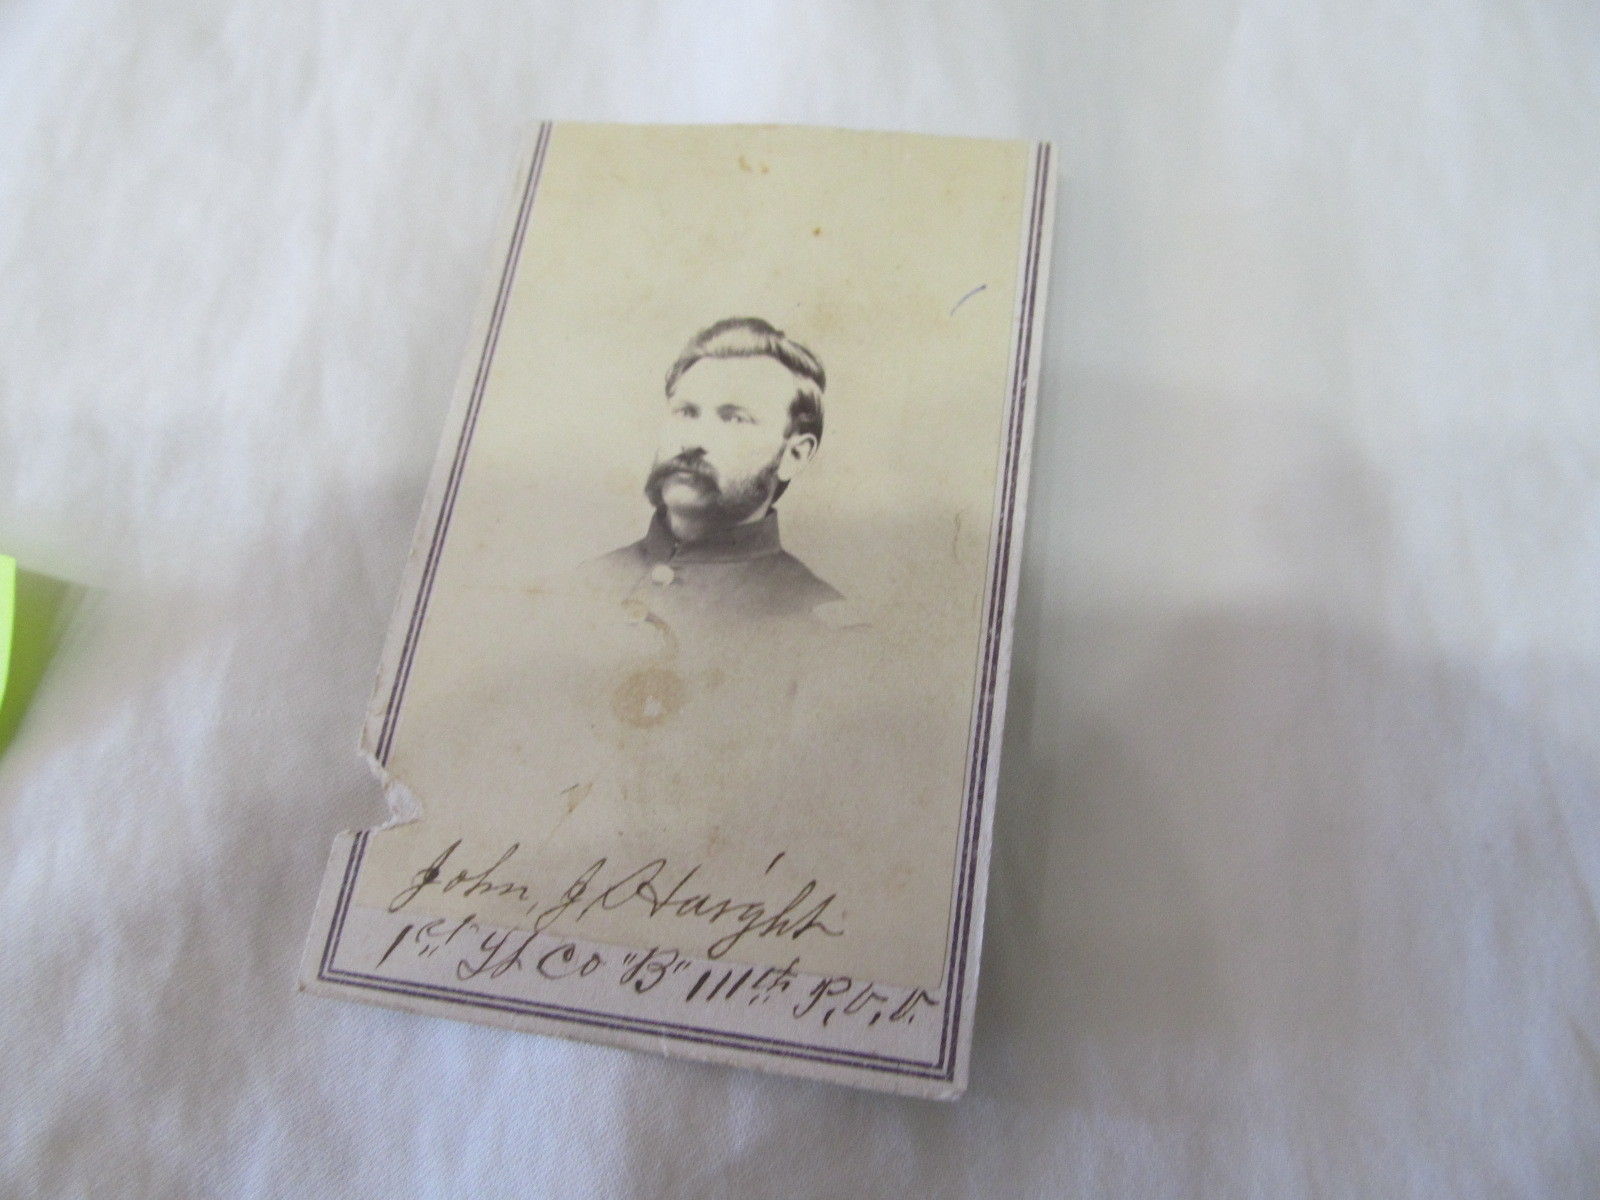 John, J, Haight
1st Lt Co "B" 111th P, V, V.